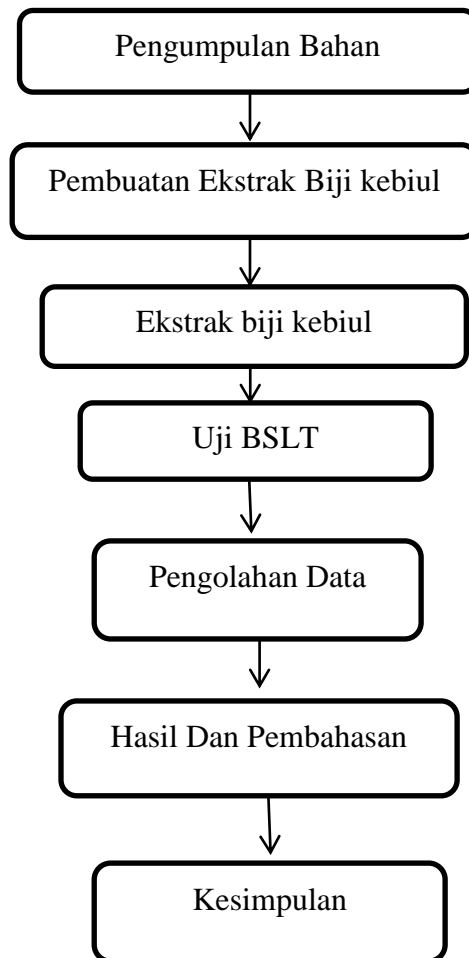 Pengumpulan Bahan
Pembuatan Ekstrak Biji kebiul
Ekstrak biji kebiul
Uji BSLT
Pengolahan Data
Hasil Dan Pembahasan
Kesimpulan